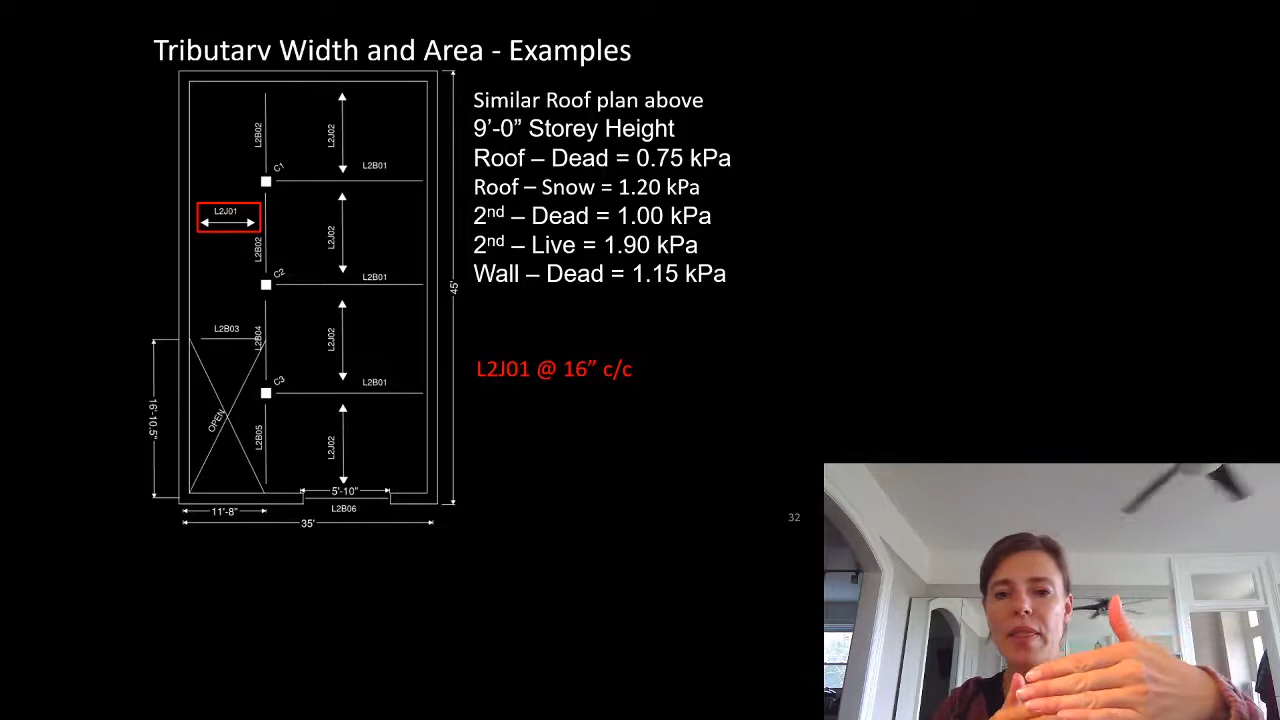 Tributary Width and Area - Examples
Similar Roof plan above
9’-0” Storey Height
Roof – Dead = 0.75 kPa
Roof – Snow = 1.20 kPa
2nd – Dead = 1.00 kPa
2nd – Live = 1.90 kPa
Wall – Dead = 1.15 kPa
L2J01 @ 16” c/c
L2B02
L2J02
C1
L2B01
L2J01
L2B02
L2J02
C2
L2B01
45'
L2B03
L2B04
L2J02
C3
L2B01
16'-10.5"
OPEN
L2B05
L2J02
5'-10"
11'-8"
L2B06
35'
32